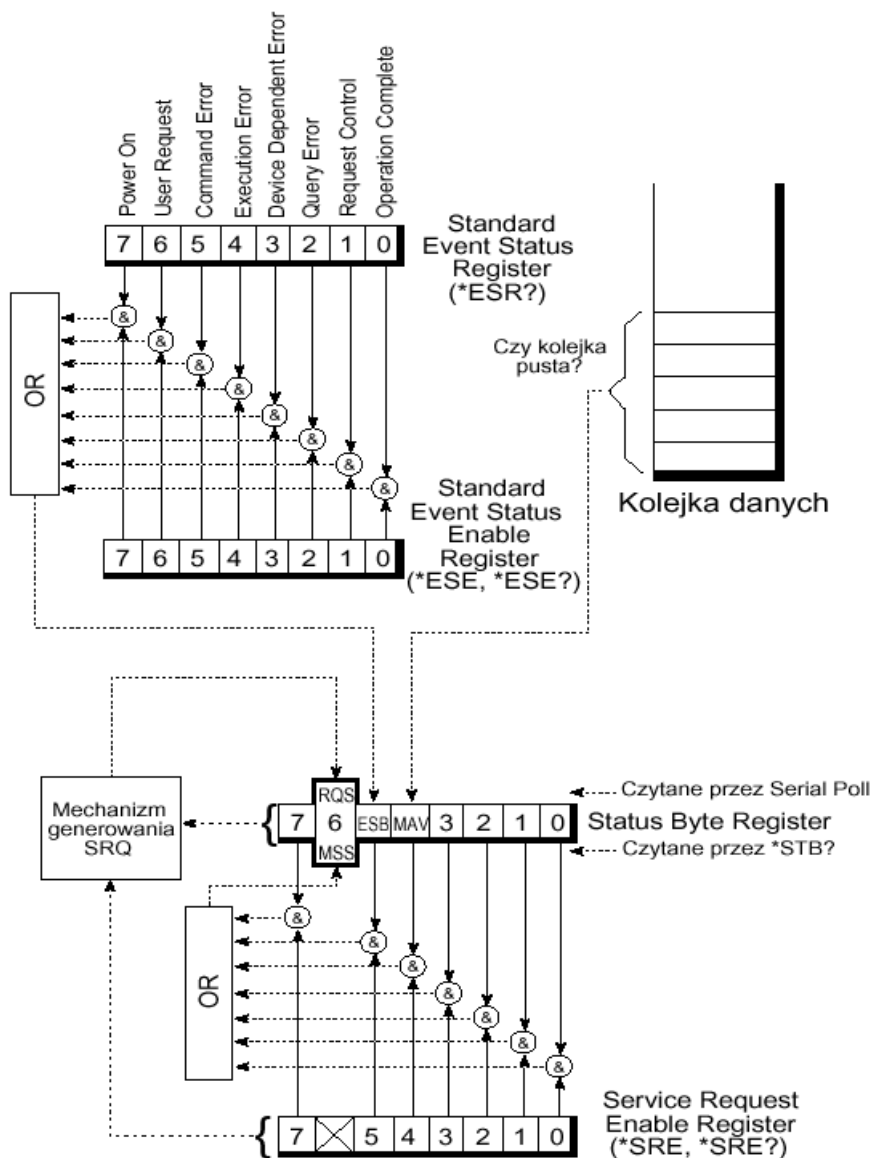 Power On
User Request
Command Error
Execution Error
Device Dependent Error
Query Error
Request Control
Operation Complete
7 6 5 4 3 2 1 0
Standard
Event Status
Register
(*ESR?)
&
&
&
&
&
&
&
&
OR
Czy kolejka
pusta?
Kolejka danych
Standard
Event Status
Enable
Register
(*ESE, *ESE?)
7 6 5 4 3 2 1 0
Mechanizm
generowania
SRQ
{
RQS
7 6 ESB MAV 3 2 1 0
MSS
Czytane przez Serial Poll
Status Byte Register
Czytane przez *STB?
&
&
&
&
&
&
&
OR
{
7 5 4 3 2 1 0
Service Request
Enable Register
(*SRE, *SRE?)